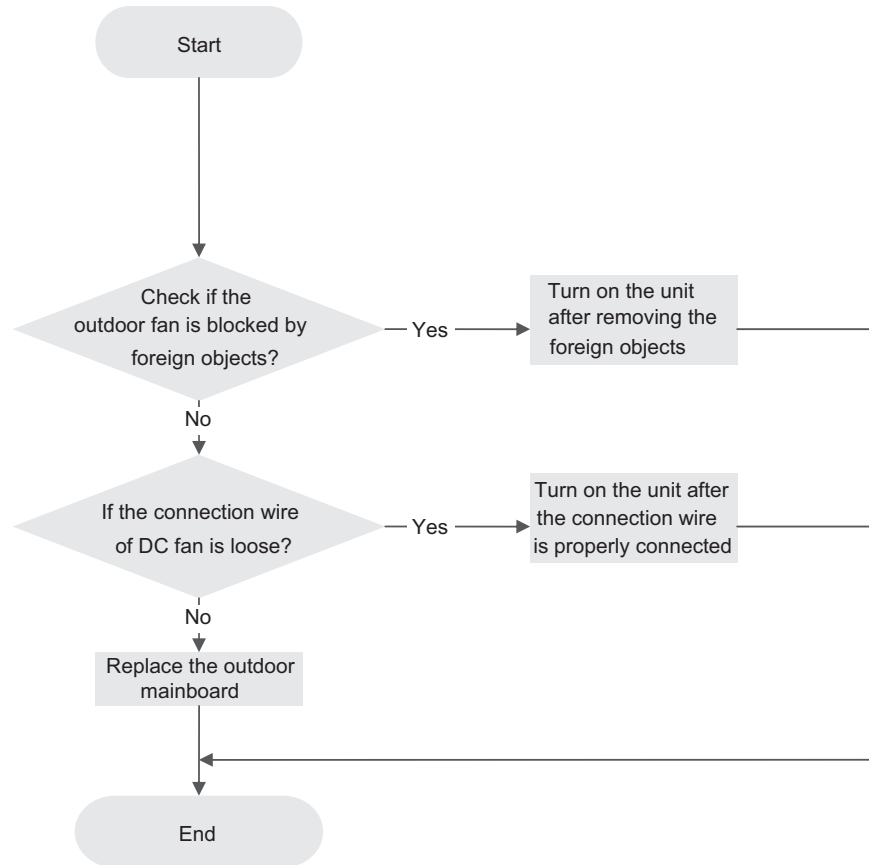 Start
Check if the
outdoor fan is blocked by
foreign objects?
Yes
Turn on the unit
after removing the
foreign objects
No
If the connection wire
of DC fan is loose?
Yes
Turn on the unit after
the connection wire
is properly connected
No
Replace the outdoor
mainboard
End